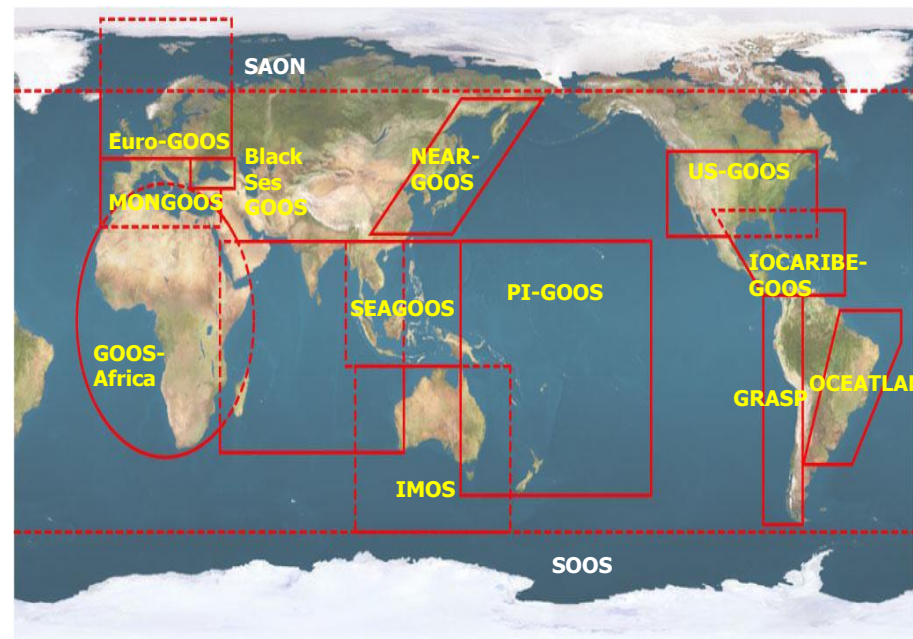 SAON
Euro-GOOS
Black
Ses
GOOS
NEAR-
GOOS
US-GOOS
MONGOOS
IOCARIBE-
GOOS
SEAGOOS
PI-GOOS
GOOS-
Africa
GRASP
OCEATLAN
IMOS
SOOS